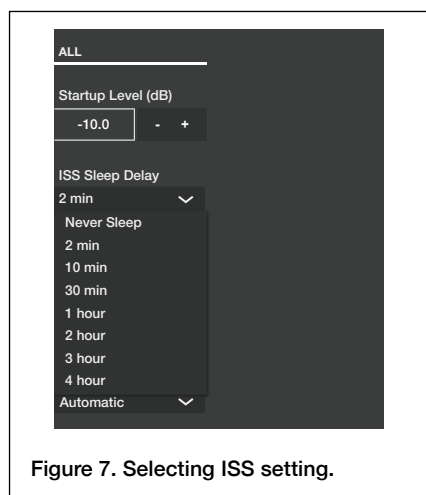 ALL
Startup Level (dB)
-10.0 - +
ISS Sleep Delay
2 min
Never Sleep
2 min
10 min
30 min
1 hour
2 hour
3 hour
4 hour
Automatic
Figure 7. Selecting ISS setting.